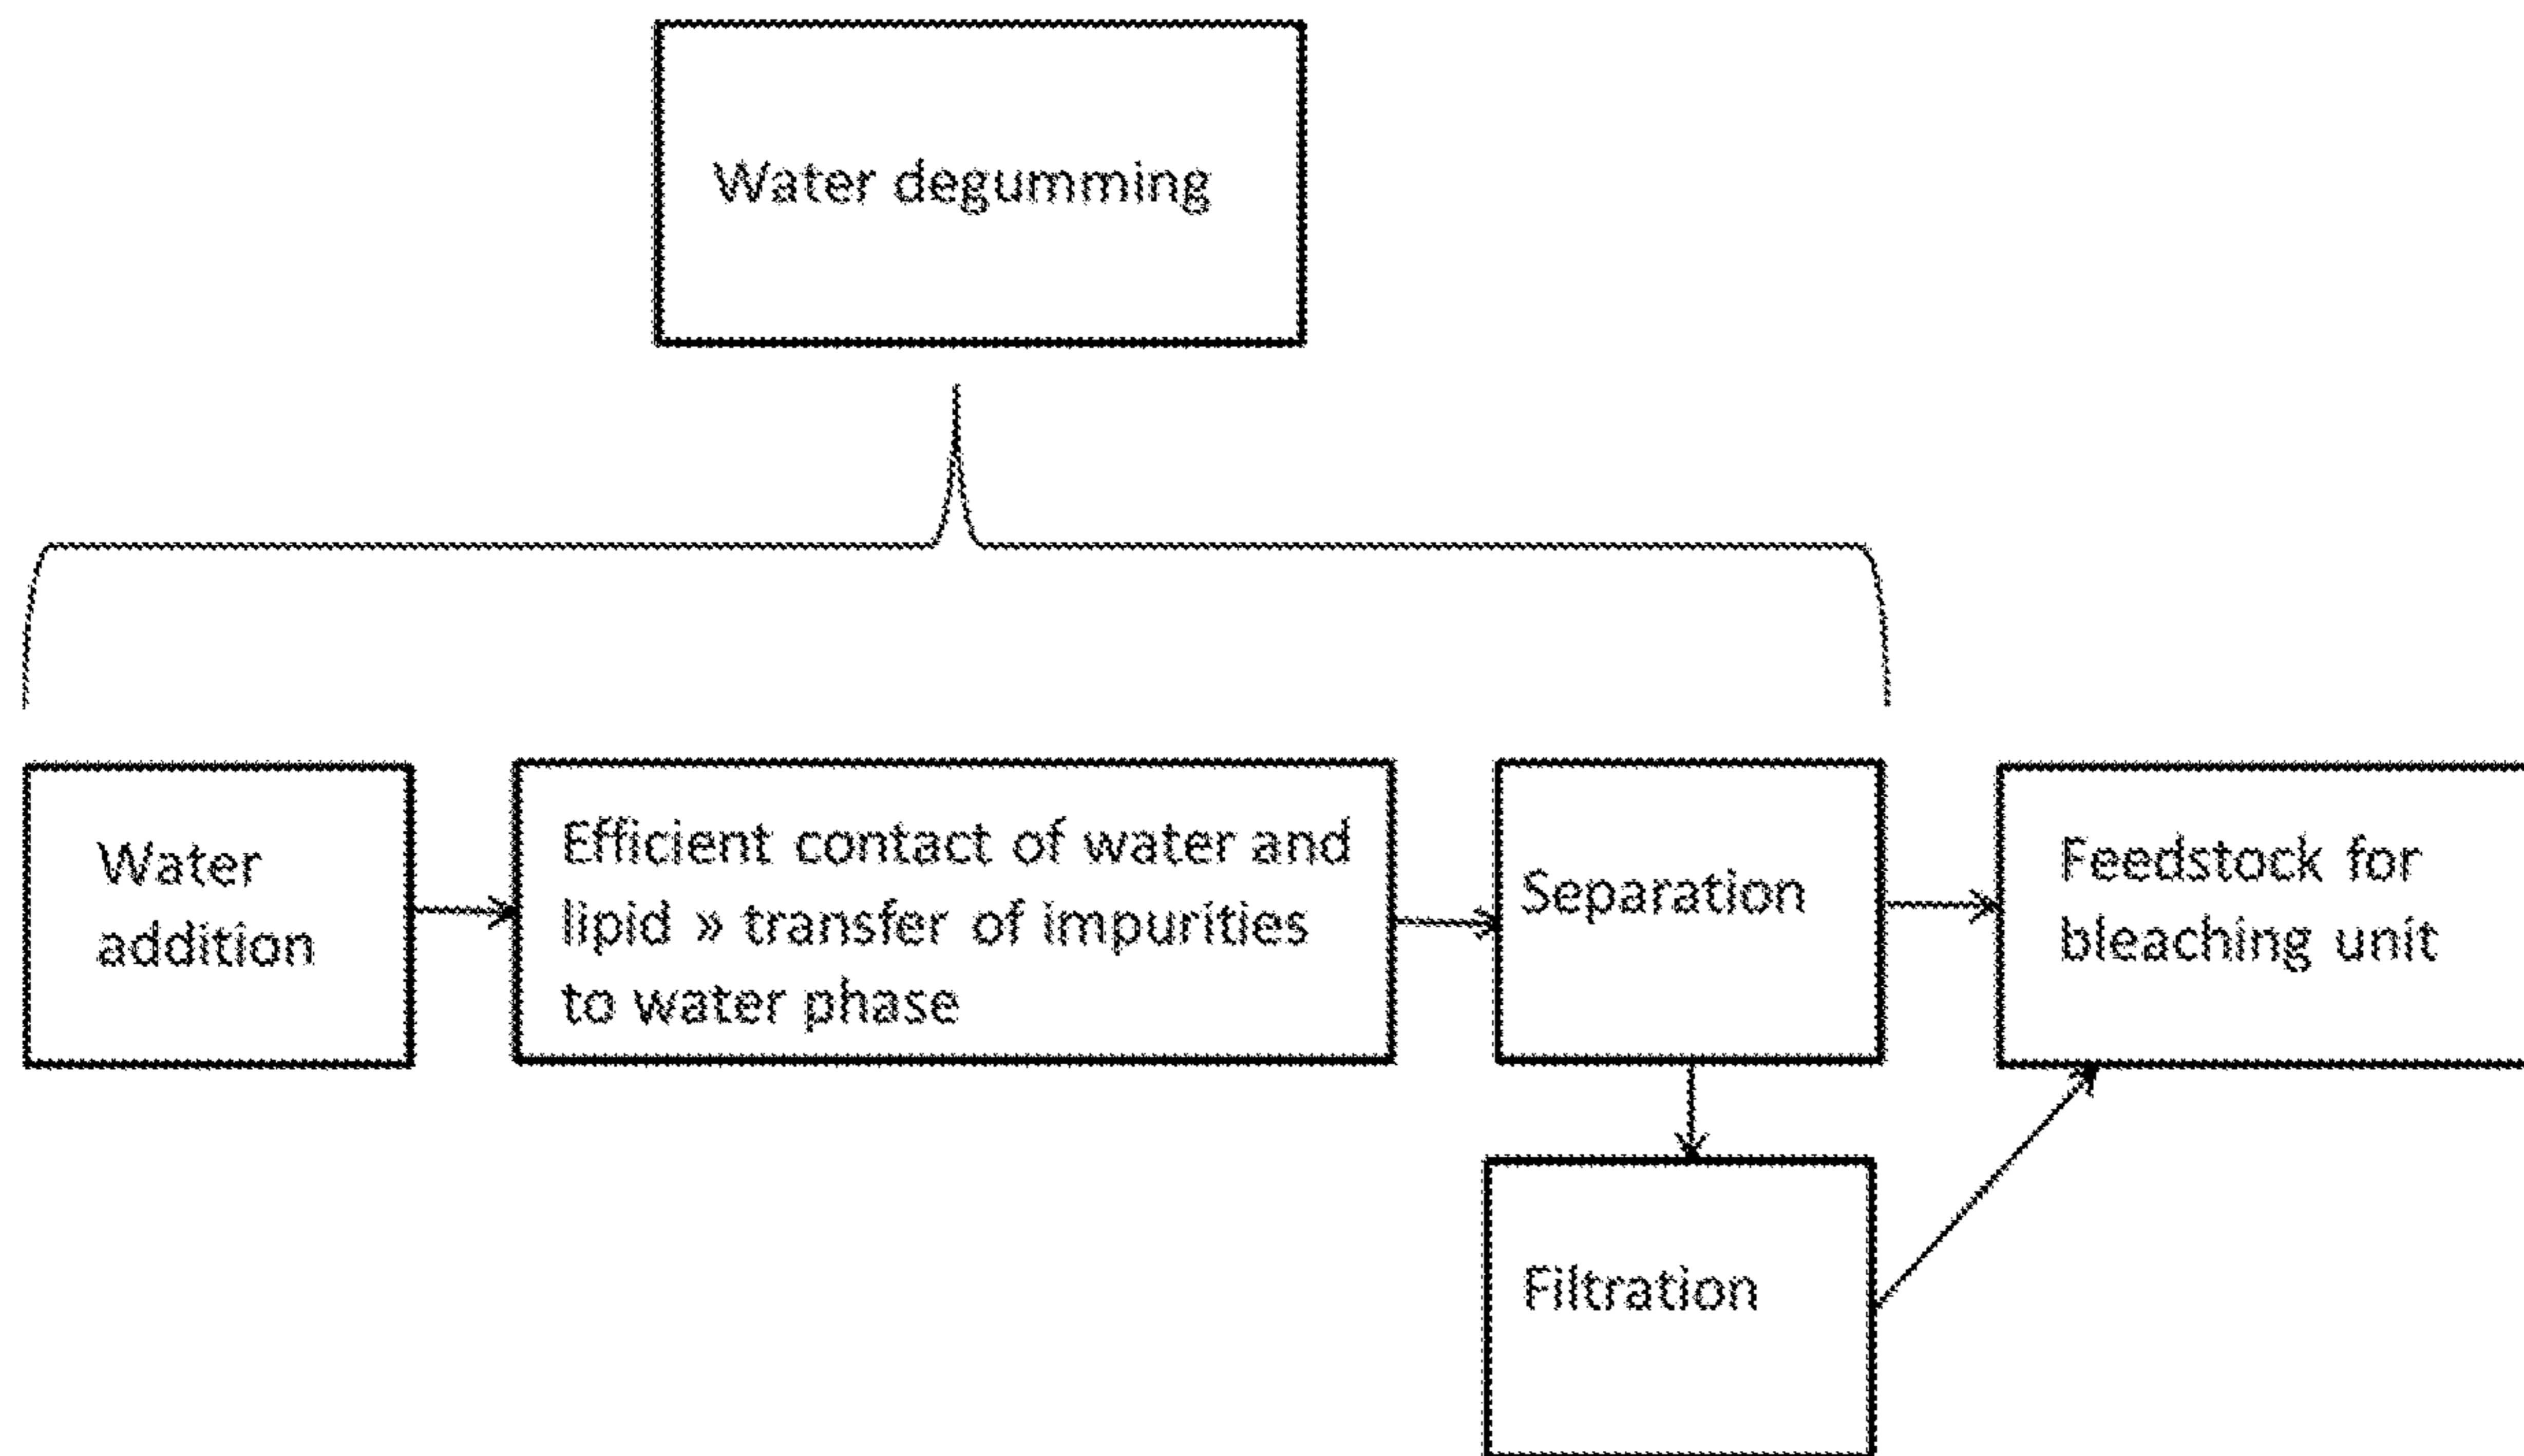 Water degumming
Water
addition
Efficient contact of water and
lipid » transfer of impurities
to water phase
Separation
Feedstock for
bleaching unit
Filtration